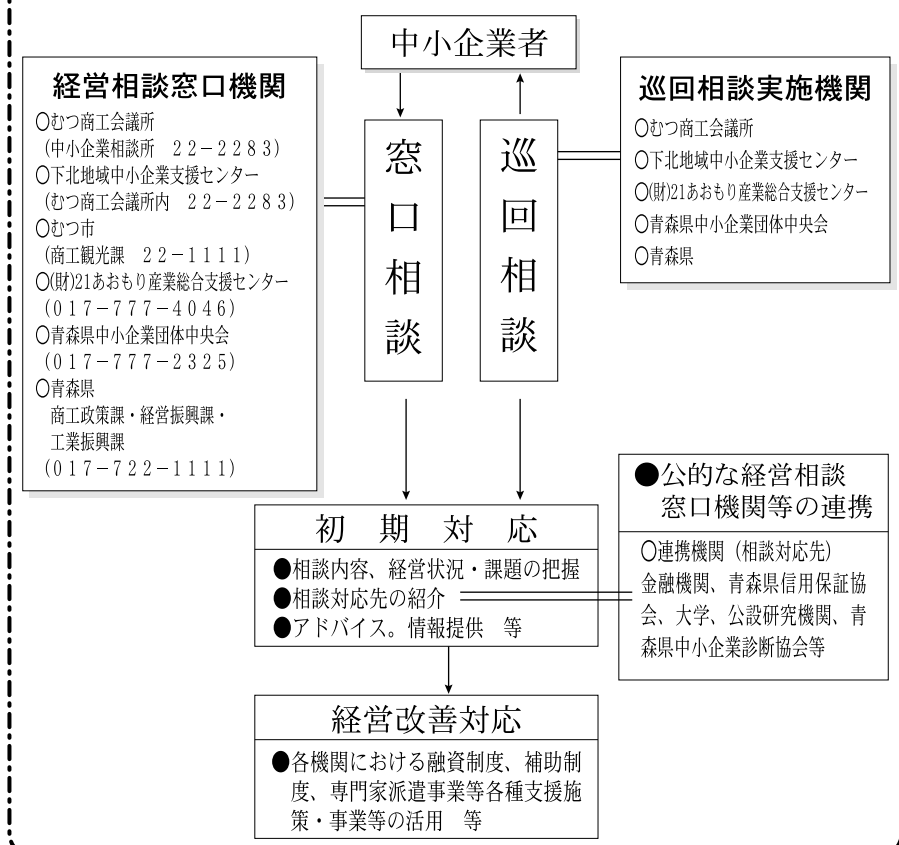 中小企業者
経営相談窓口機関
○むつ商工会議所
(中小企業相談所　２２−２２８３)
○下北地域中小企業支援センター
(むつ商工会議所内　２２−２２８３)
○むつ市
(商工観光課　２２−１１１１)
○(財)21あおもり産業総合支援センター
(０１７−７７７−４０４６)
○青森県中小企業団体中央会
(０１７−７７７−２３２５)
○青森県
商工政策課・経営振興課・
工業振興課
(０１７−７２２−１１１１)
窓口相談
巡回相談
巡回相談実施機関
○むつ商工会議所
○下北地域中小企業支援センター
○(財)21あおもり産業総合支援センター
○青森県中小企業団体中央会
○青森県
初期対応
●相談内容、経営状況・課題の把握
●相談対応先の紹介
●アドバイス。情報提供　等
●公的な経営相談
窓口機関等の連携
○連携機関（相談対応先）
金融機関、青森県信用保証協
会、大学、公設研究機関、青
森県中小企業診断協会等
経営改善対応
●各機関における融資制度、補助制
度、専門家派遣事業等各種支援施
策・事業等の活用　等